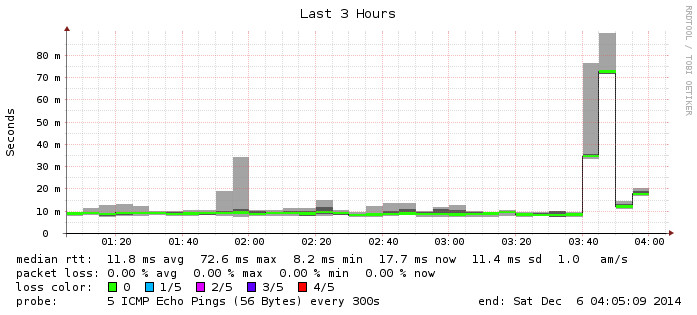 Last 3 Hours
RRDTOOL / TOBI OETIKER
Seconds
80 m
70 m
60 m
50 m
40 m
30 m
20 m
10 m
0
01:20 01:40 02:00 02:20 02:40 03:00 03:20 03:40 04:00
median rtt: 11.8 ms avg 72.6 ms max 8.2 ms min 17.7 ms now 11.4 ms sd 1.0 am/s
packet loss: 0.00 % avg 0.00 % max 0.00 % min 0.00 % now
loss color: 0 1/5 2/5 3/5 4/5
probe: 5 ICMP Echo Pings (56 Bytes) every 300s end: Sat Dec 6 04:05:09 2014